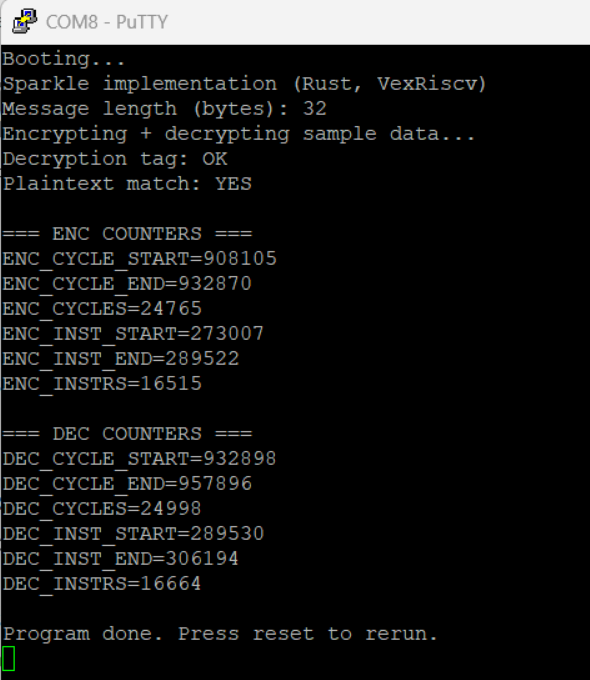 COM8 - PuTTY
Booting...
Sparkle implementation (Rust, VexRiscv)
Message length (bytes): 32
Encrypting + decrypting sample data...
Decryption tag: OK
Plaintext match: YES
=== ENC COUNTERS ===
ENC_CYCLE_START=908105
ENC_CYCLE_END=932870
ENC_CYCLES=24765
ENC_INST_START=273007
ENC_INST_END=289522
ENC_INSTRS=16515
=== DEC COUNTERS ===
DEC_CYCLE_START=932898
DEC_CYCLE_END=957896
DEC_CYCLES=24998
DEC_INST_START=289530
DEC_INST_END=306194
DEC_INSTRS=16664
Program done. Press reset to rerun.